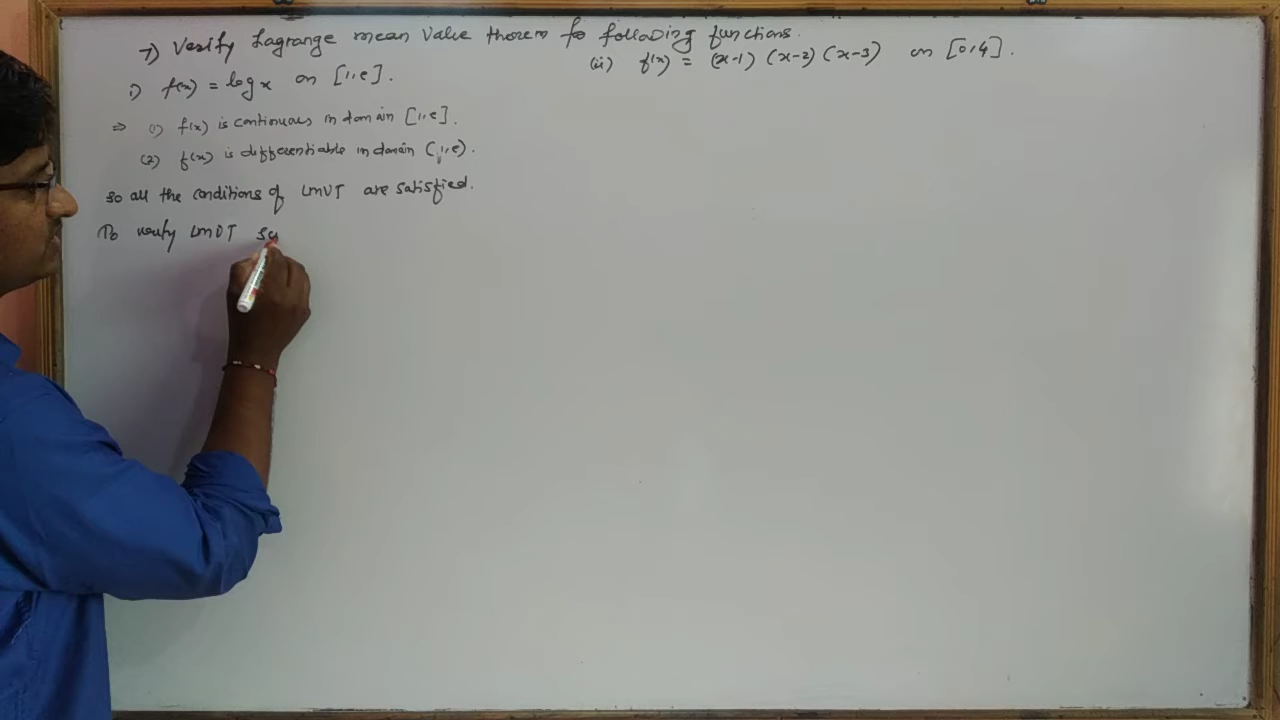 7) Verify Lagrange mean value thorem fo following functions.
i) f(x) = log x on [1,e].
(ii) f(x) = (x-1) (x-2) (x-3) on [0,4].
⇒ (1) f(x) is continuous in domain [1,e].
(2) f(x) is differentiable in domain (1,e).
so all the conditions of LMVT are satisfied.
To verify LMVT